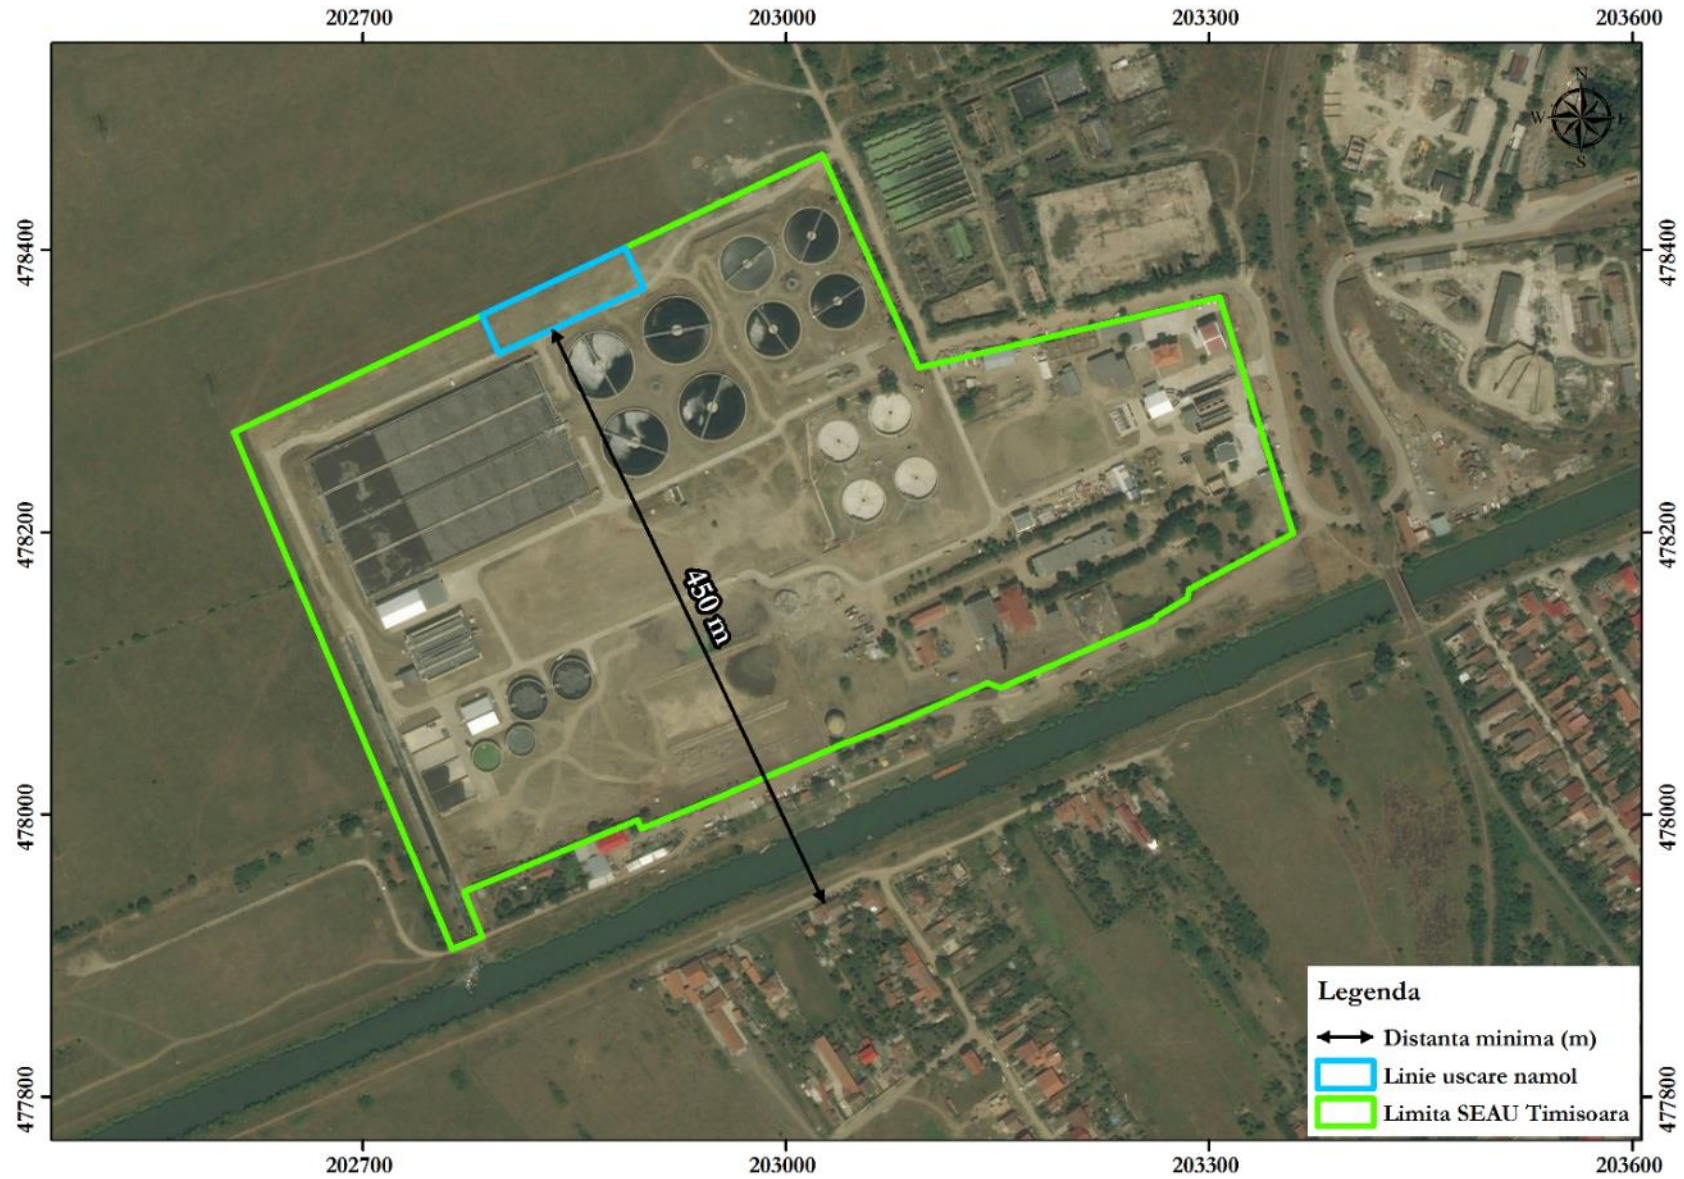 202700 203000 203300 203600
N
W E
S
478400 478400
478200 478200
450 m
478000 478000
Legenda
Distanta minima (m)
Linie uscare namol
Limita SEAU Timisoara
477800 477800
202700 203000 203300 203600